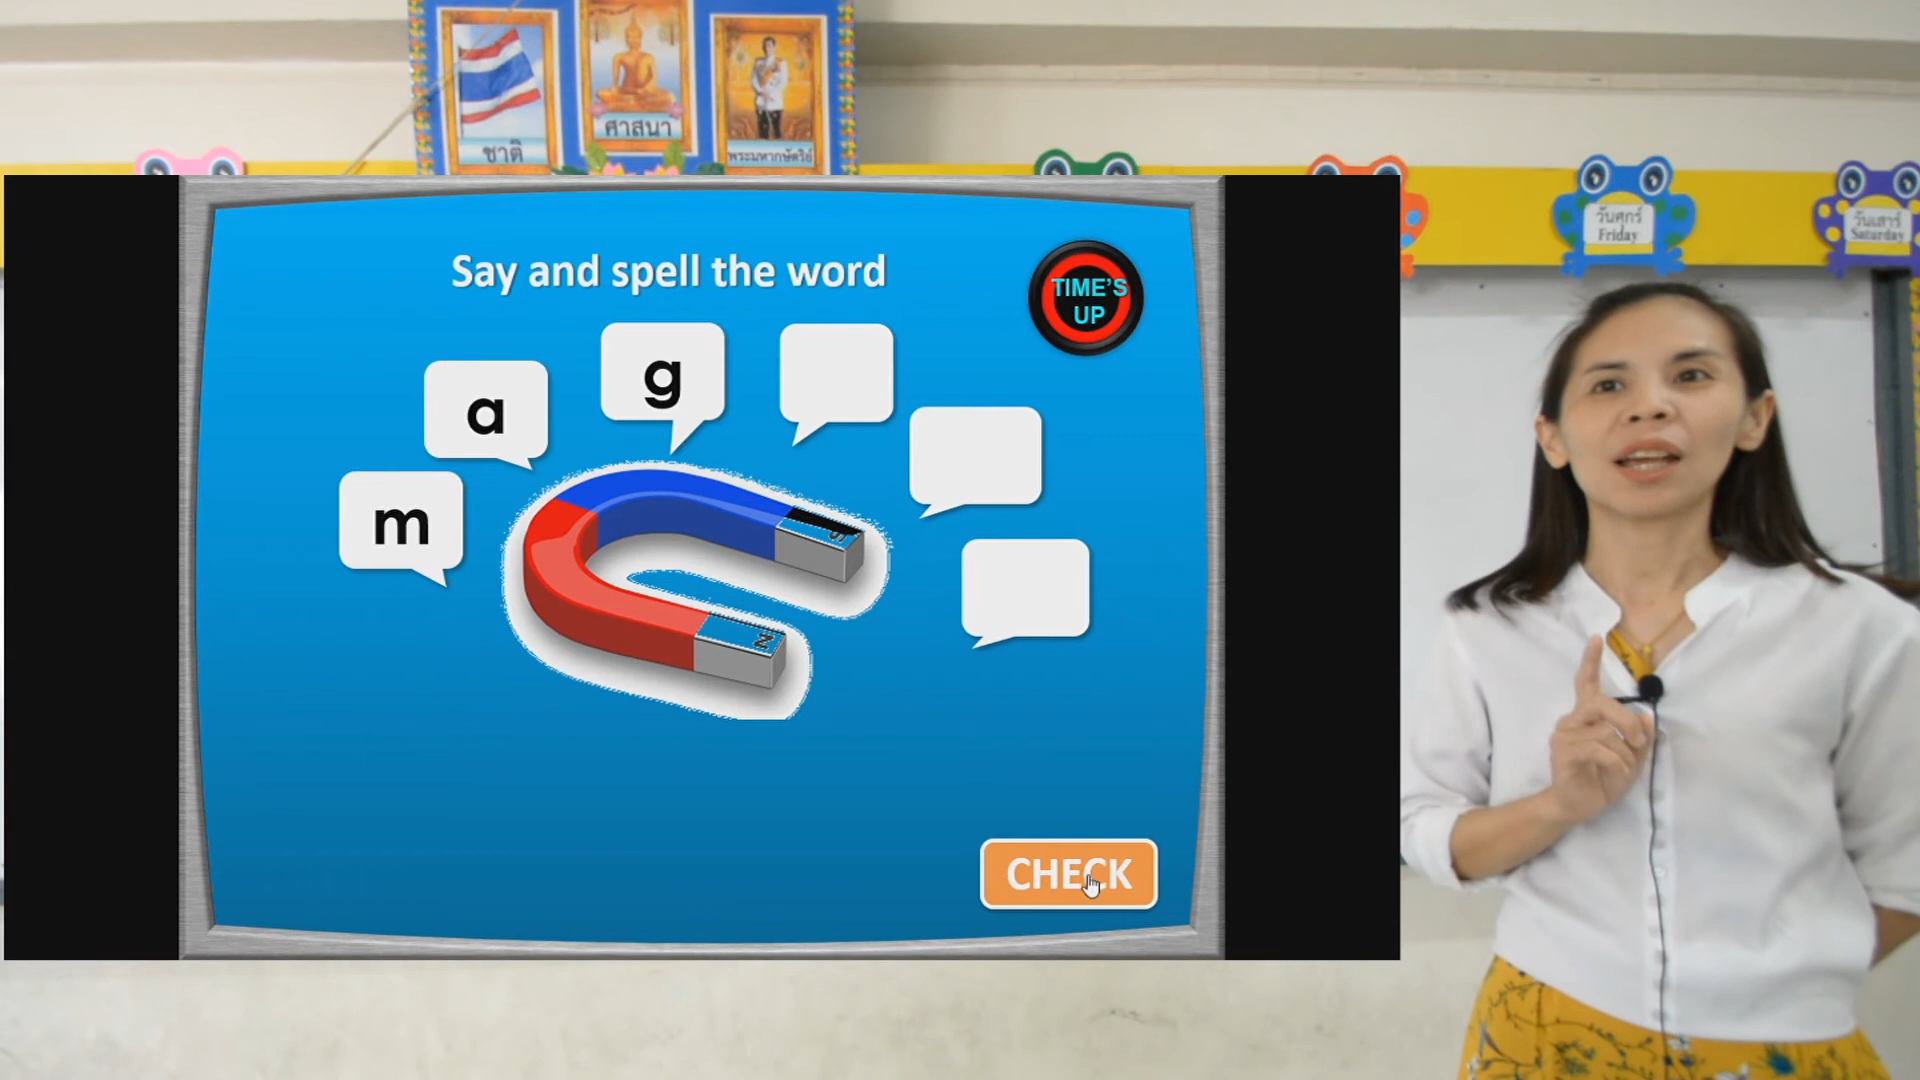 ชาติ
ศาสนา
พระมหากษัตริย์
วันศุกร์
Friday
วันเสาร์
Saturday
Say and spell the word
TIME'S
UP
m
a
g
S
N
CHECK